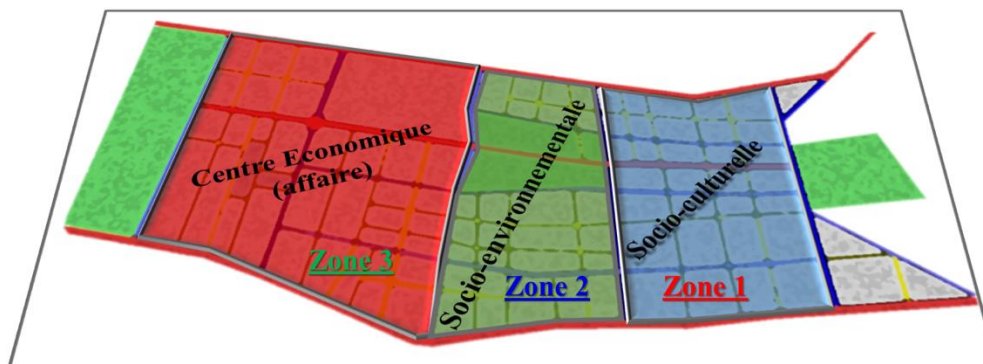 Centre Economique
(affaire)
Zone 3
Socio-environnementale
Zone 2
Socio-culturelle
Zone 1